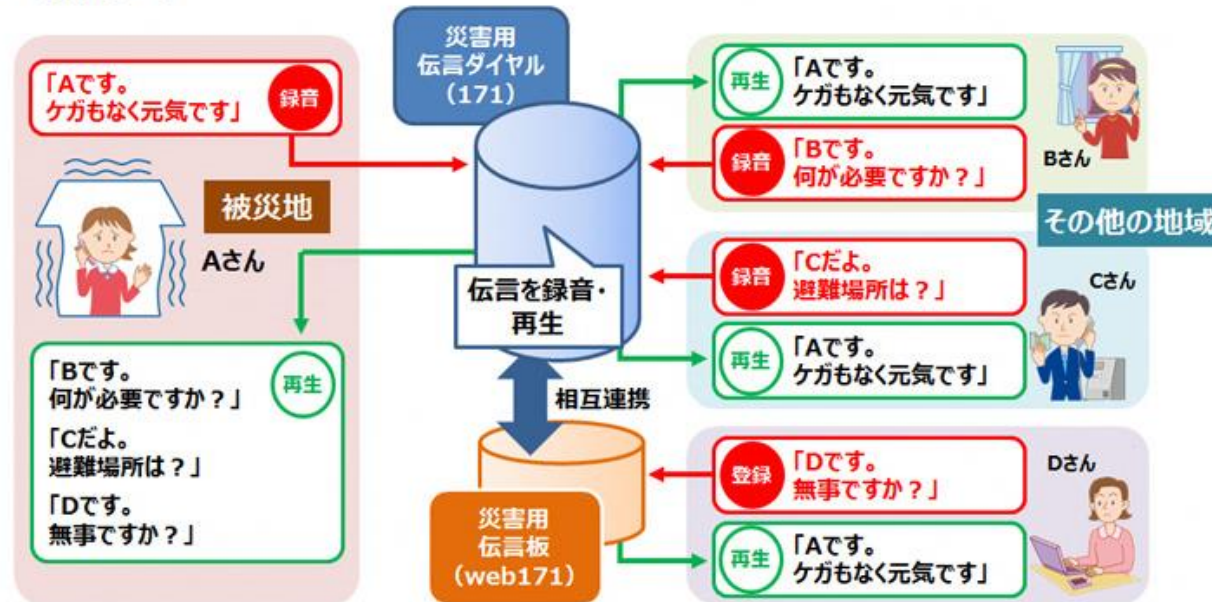 災害用
伝言ダイヤル
（171）
「Aです。
ケガもなく元気です」
録音
被災地
Aさん
「Bです。
何が必要ですか？」
再生
「Cだよ。
避難場所は？」
「Dです。
無事ですか？」
伝言を録音・
再生
相互連携
災害用
伝言板
（web171）
再生
「Aです。
ケガもなく元気です」
録音
「Bです。
何が必要ですか？」
Bさん
その他の地域
録音
「Cだよ。
避難場所は？」
Cさん
再生
「Aです。
ケガもなく元気です」
登録
「Dです。
無事ですか？」
Dさん
再生
「Aです。
ケガもなく元気です」